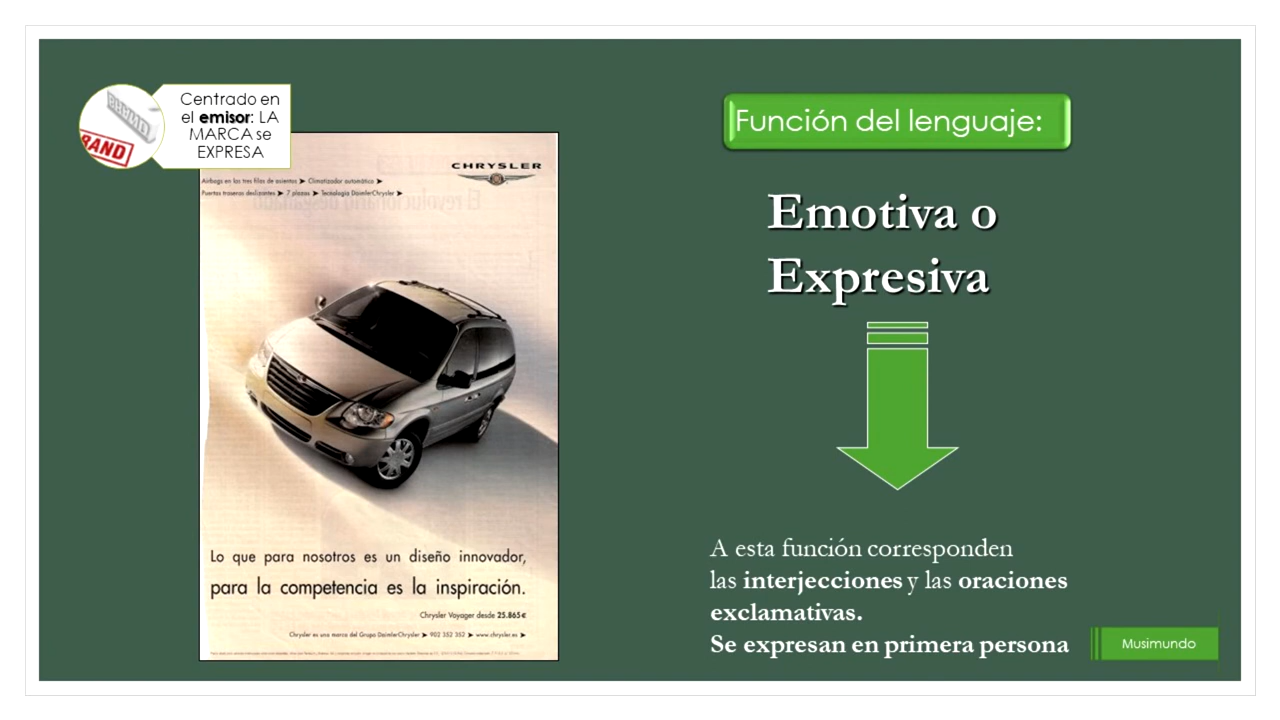 Centrado en
el emisor: LA
MARCA se
EXPRESA
BRAND
CHRYSLER
Airbags en las tres filas de asientos ➤ Climatizador automático ➤
Puertas traseras deslizantes ➤ 7 plazas ➤ Tecnología DaimlerChrysler ➤
Lo que para nosotros es un diseño innovador,
para la competencia es la inspiración.
Chrysler Voyager desde 25.865€
Chrysler es una marca del Grupo DaimlerChrysler ➤ 902 352 352 ➤ www.chrysler.es ➤
Función del lenguaje:
Emotiva o
Expresiva
A esta función corresponden
las interjecciones y las oraciones
exclamativas.
Se expresan en primera persona
Musimundo